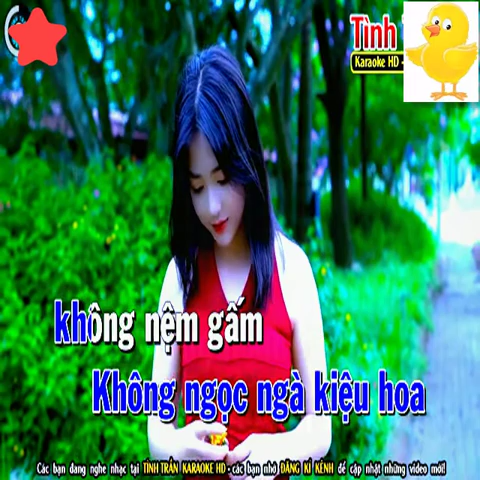 Tình
Karaoke HD -
không nệm gấm
Không ngọc ngà kiệu hoa
Các bạn đang nghe nhạc tại TÌNH TRẦN KARAOKE HD - các bạn nhớ ĐĂNG KÍ KÊNH để cập nhật những video mới!